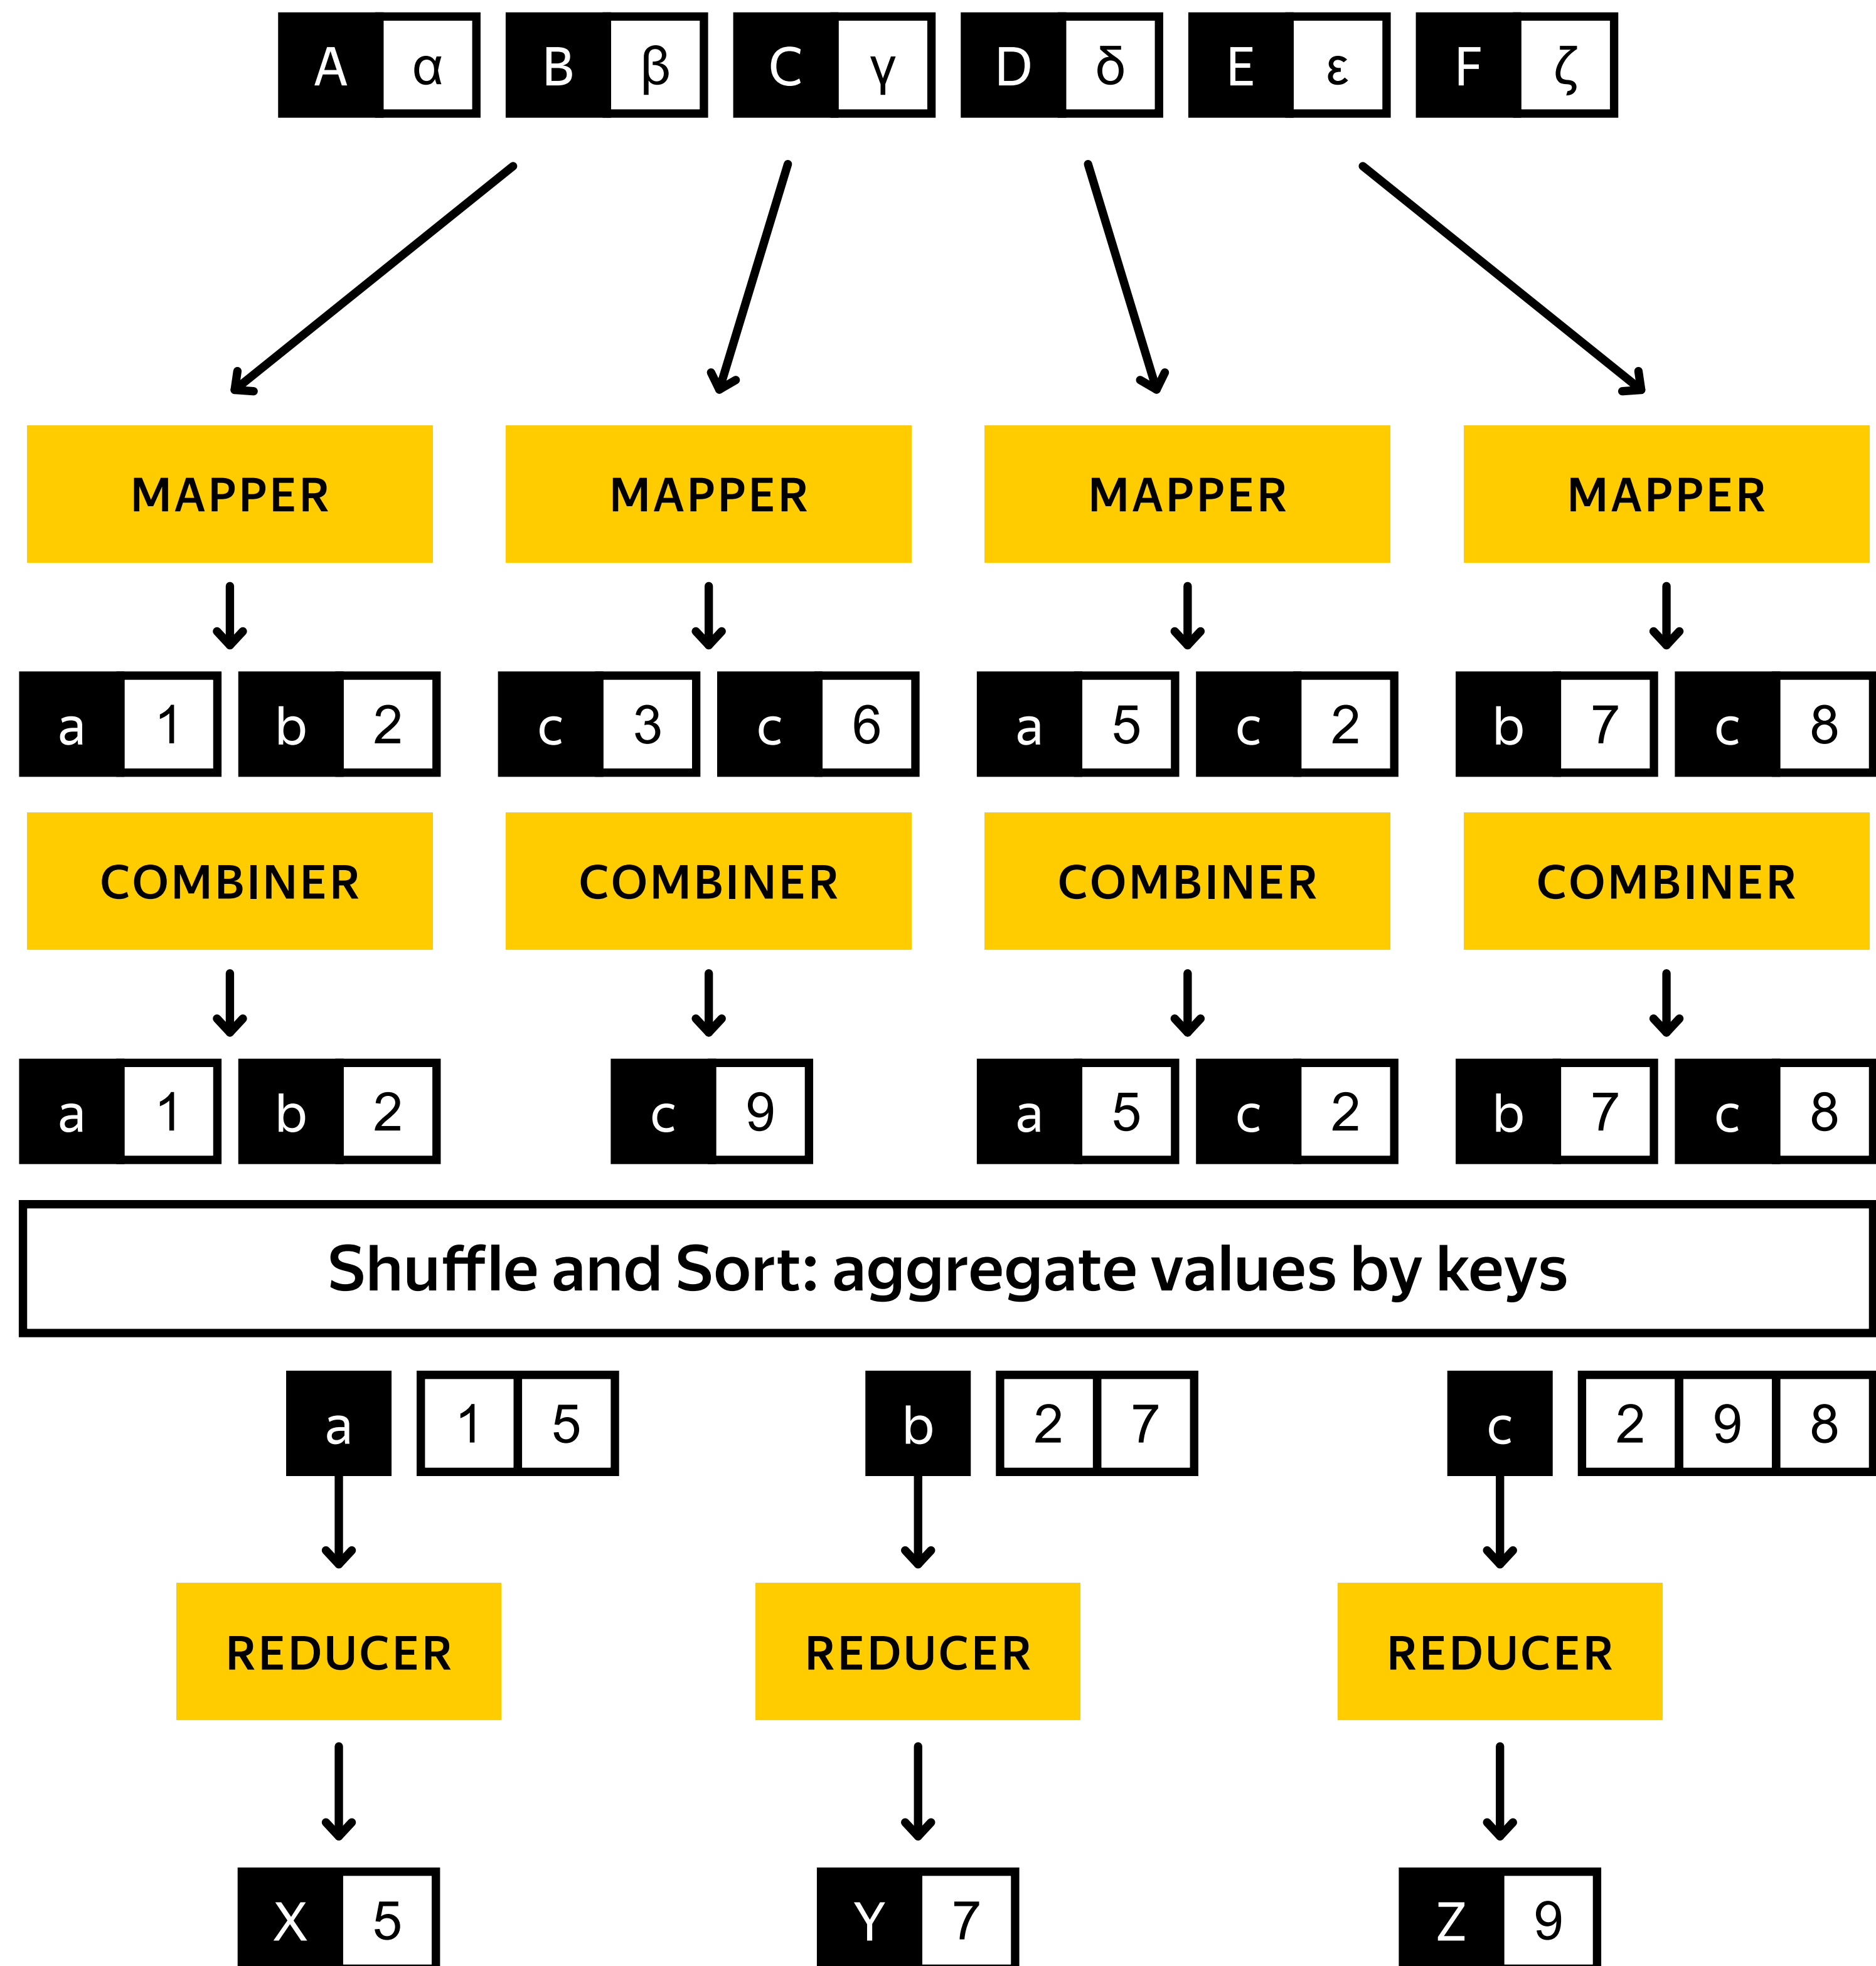 A α B β C γ D δ E ε F ζ
MAPPER MAPPER MAPPER MAPPER
a 1 b 2 c 3 c 6 a 5 c 2 b 7 c 8
COMBINER COMBINER COMBINER COMBINER
a 1 b 2 c 9 a 5 c 2 b 7 c 8
Shuffle and Sort: aggregate values by keys
a 1 5 b 2 7 c 2 9 8
REDUCER REDUCER REDUCER
X 5 Y 7 Z 9